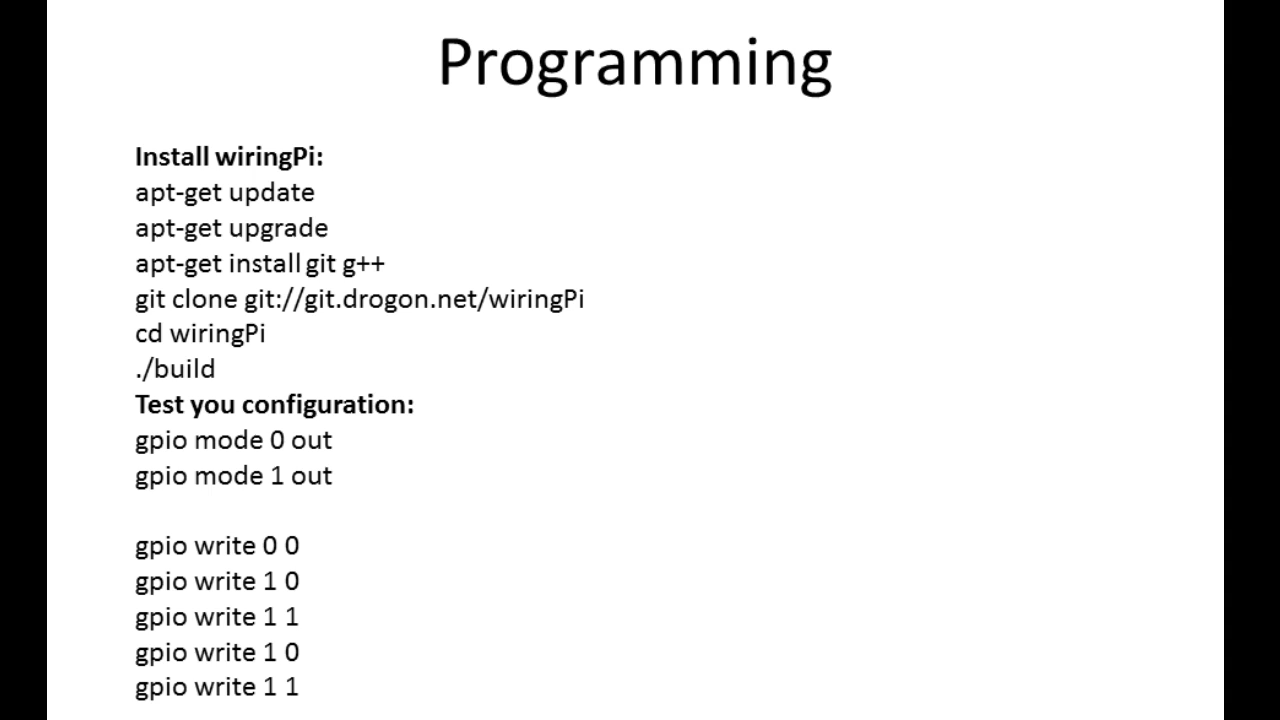 Programming
Install wiringPi:
apt-get update
apt-get upgrade
apt-get install git g++
git clone git://git.drogon.net/wiringPi
cd wiringPi
./build
Test you configuration:
gpio mode 0 out
gpio mode 1 out
gpio write 0 0
gpio write 1 0
gpio write 1 1
gpio write 1 0
gpio write 1 1